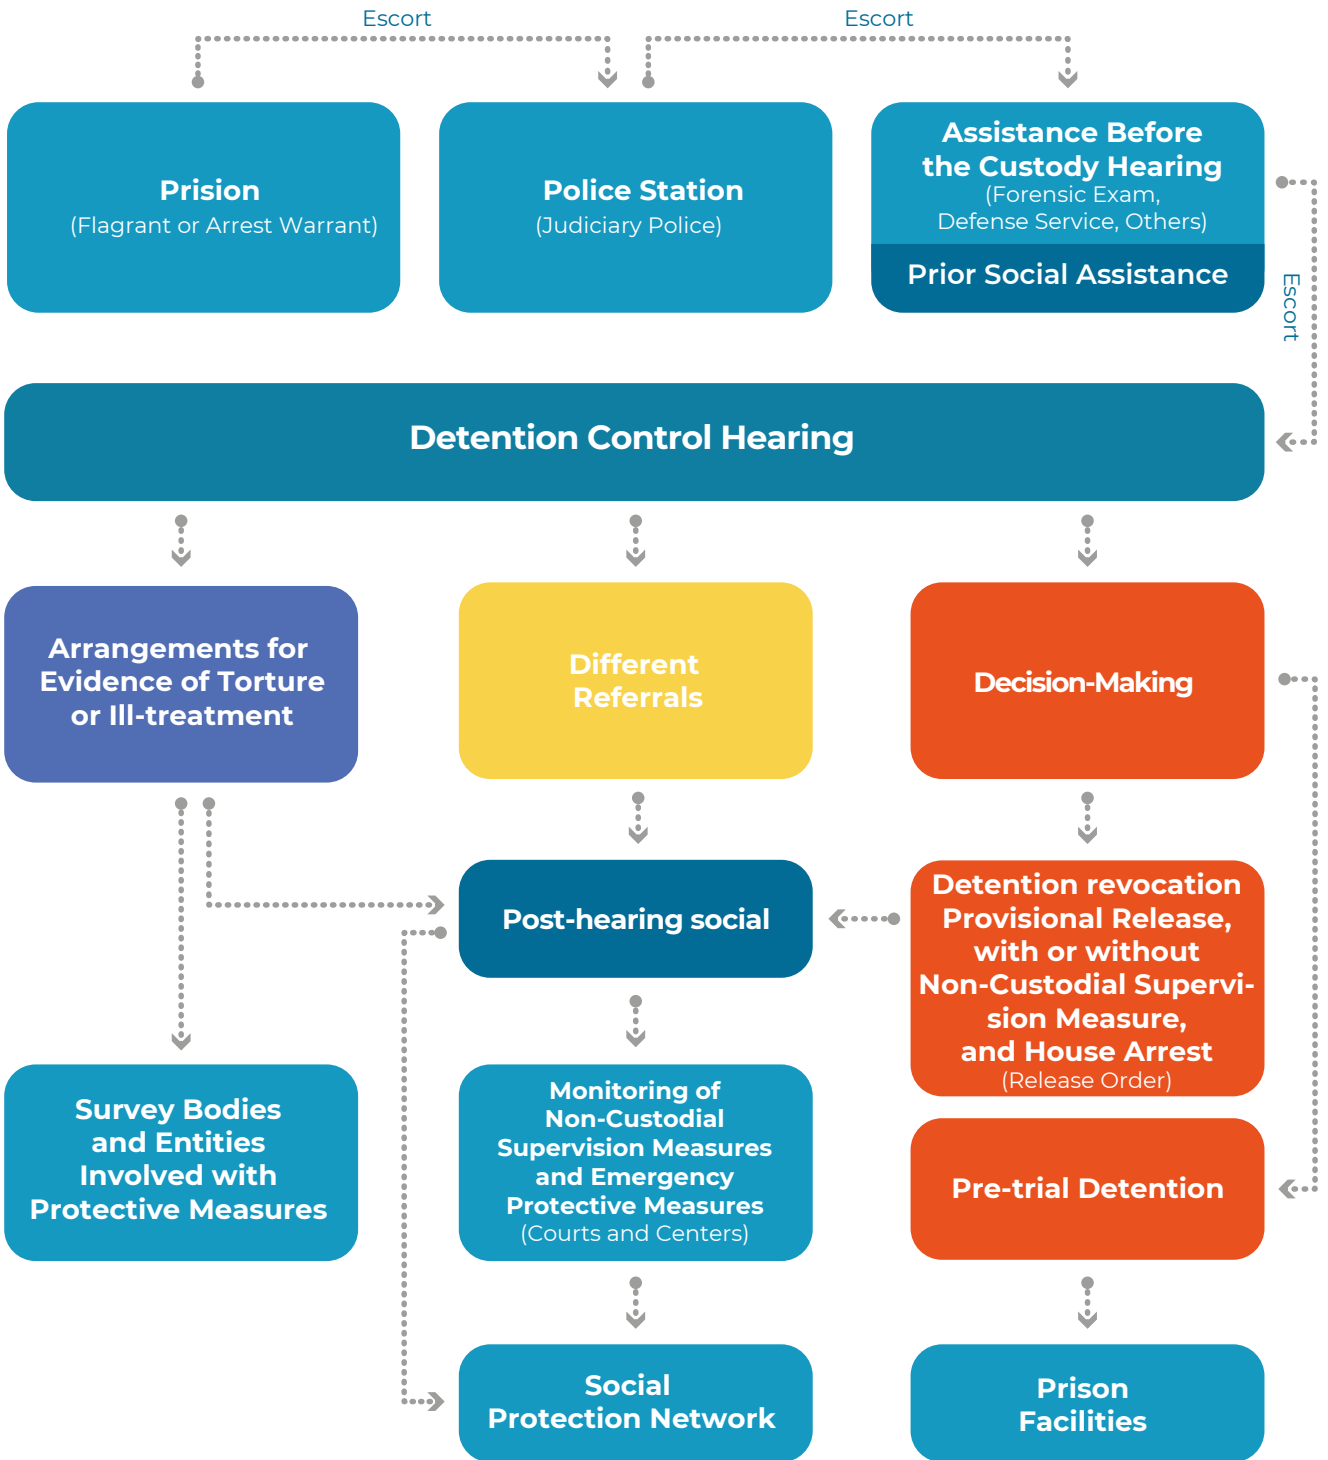 Escort
Escort
Prision
(Flagrant or Arrest Warrant)
Police Station
(Judiciary Police)
Assistance Before
the Custody Hearing
(Forensic Exam,
Defense Service, Others)
Prior Social Assistance
Escort
Detention Control Hearing
Arrangements for
Evidence of Torture
or Ill-treatment
Different
Referrals
Decision-Making
Post-hearing social
Detention revocation
Provisional Release,
with or without
Non-Custodial Supervi-
sion Measure,
and House Arrest
(Release Order)
Survey Bodies
and Entities
Involved with
Protective Measures
Monitoring of
Non-Custodial
Supervision Measures
and Emergency
Protective Measures
(Courts and Centers)
Pre-trial Detention
Social
Protection Network
Prison
Facilities